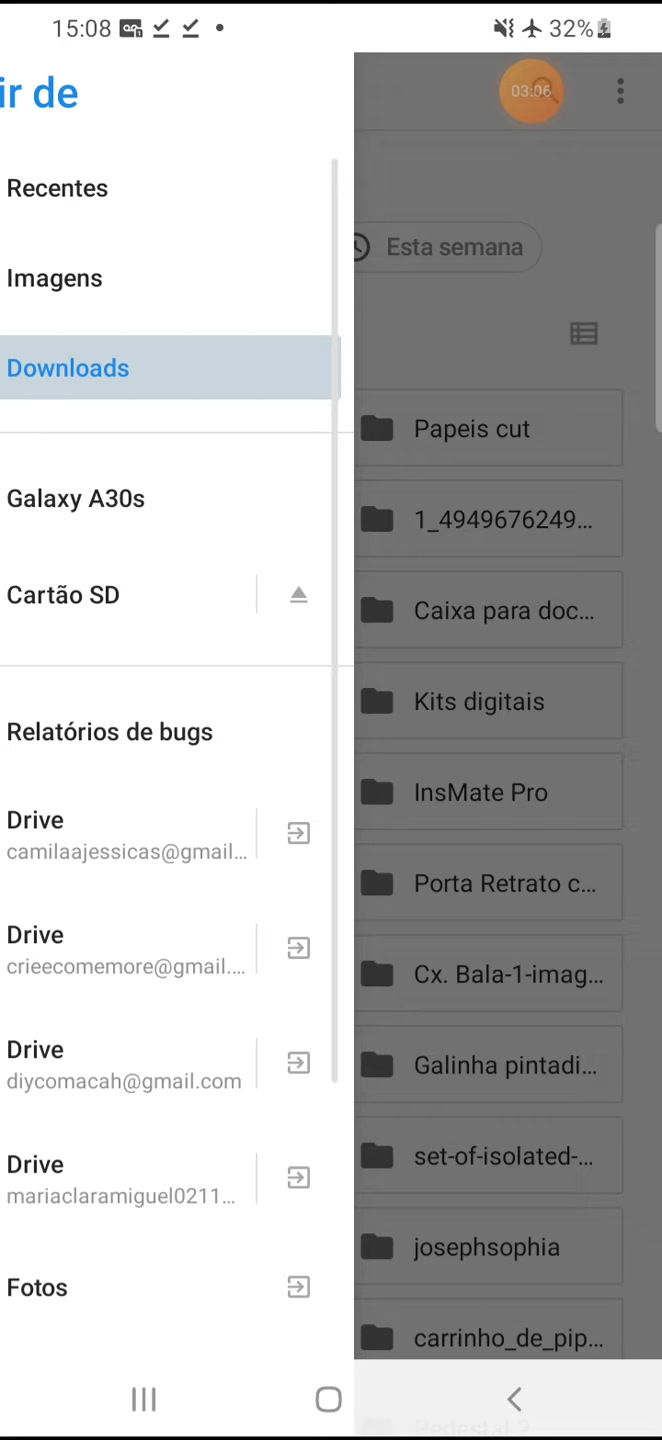 15:08
32%
ir de
03:06
Recentes
Esta semana
Imagens
Downloads
Papeis cut
Galaxy A30s
1_4949676249...
Cartão SD
Caixa para doc...
Kits digitais
Relatórios de bugs
InsMate Pro
Drive
camilaajessicas@gmail...
Porta Retrato c...
Drive
crieecomemore@gmail....
Cx. Bala-1-imag...
Drive
diycomacah@gmail.com
Galinha pintadi...
Drive
mariaclaramiguel0211...
set-of-isolated-...
josephsophia
Fotos
carrinho_de_pip...
Pedestal 2